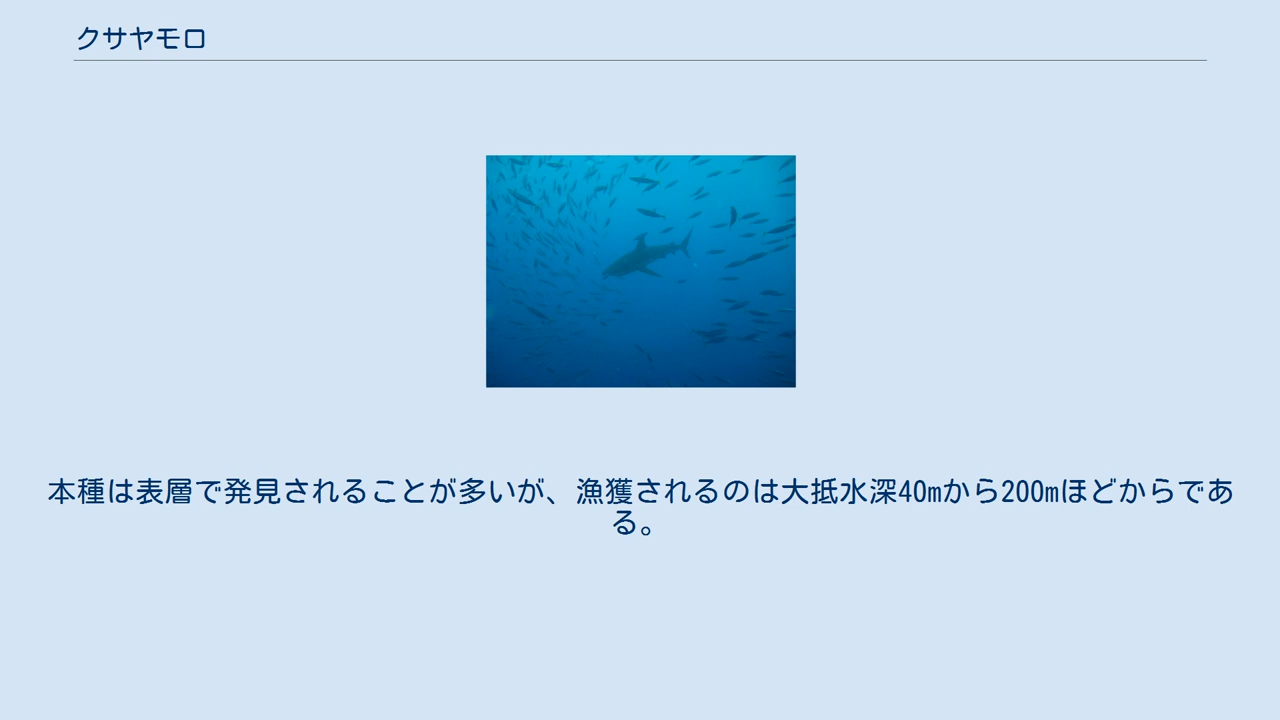 クサヤモロ
本種は表層で発見されることが多いが、漁獲されるのは大抵水深40mから200mほどからであ
る。